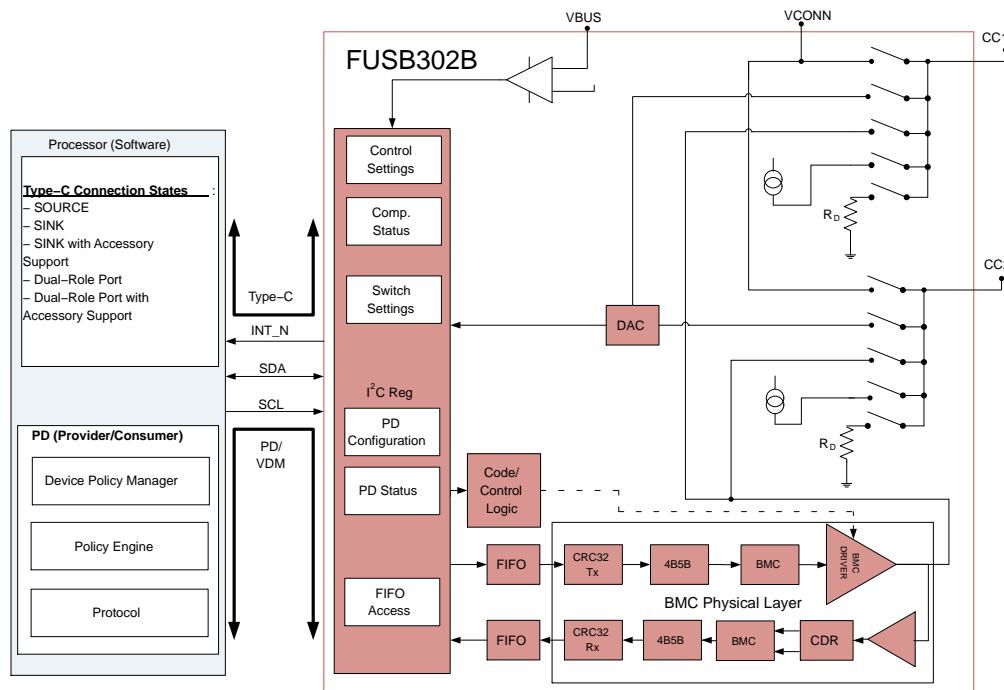 VBUS
VCONN
CC1
FUSB302B
Processor (Software)
Type–C Connection States :
– SOURCE
– SINK
– SINK with Accessory
Support
– Dual–Role Port
– Dual–Role Port with
Accessory Support
Type–C
INT_N
SDA
SCL
PD/
VDM
PD (Provider/Consumer)
Device Policy Manager
Policy Engine
Protocol
Control
Settings
Comp.
Status
Switch
Settings
I2C Reg
PD
Configuration
PD Status
FIFO
Access
Code/
Control
Logic
DAC
RD
CC2
RD
FIFO
CRC32
Tx
4B5B
BMC
BMC
DRIVER
BMC Physical Layer
FIFO
CRC32
Rx
4B5B
BMC
CDR